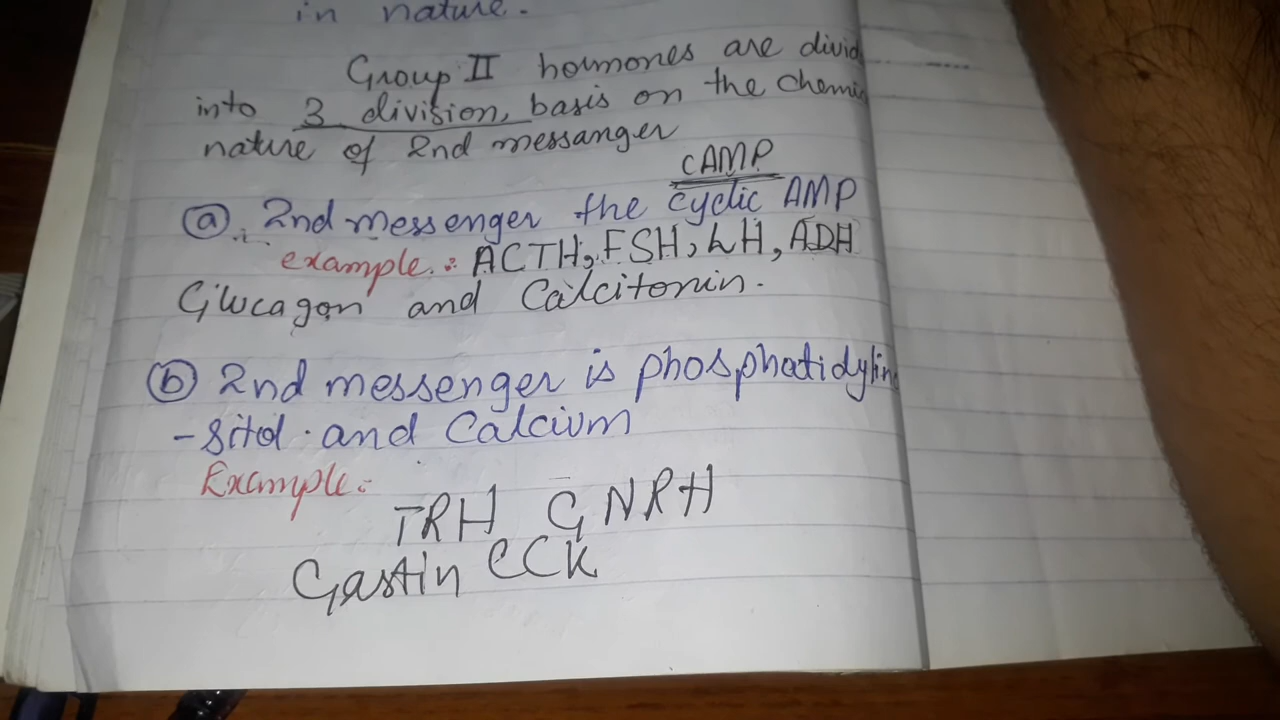 in nature.
Group II hormones are divid
into 3 division, basis on the chemic
nature of 2nd messanger
cAMP
(a) 2nd messenger the cyclic AMP
example :- ACTH, FSH, LH, ADH
Glucagon and Calcitonin.
(b) 2nd messenger is phosphatidylin
-sitol and Calcium
Example:-
TRH GNRH
Gastin CCK